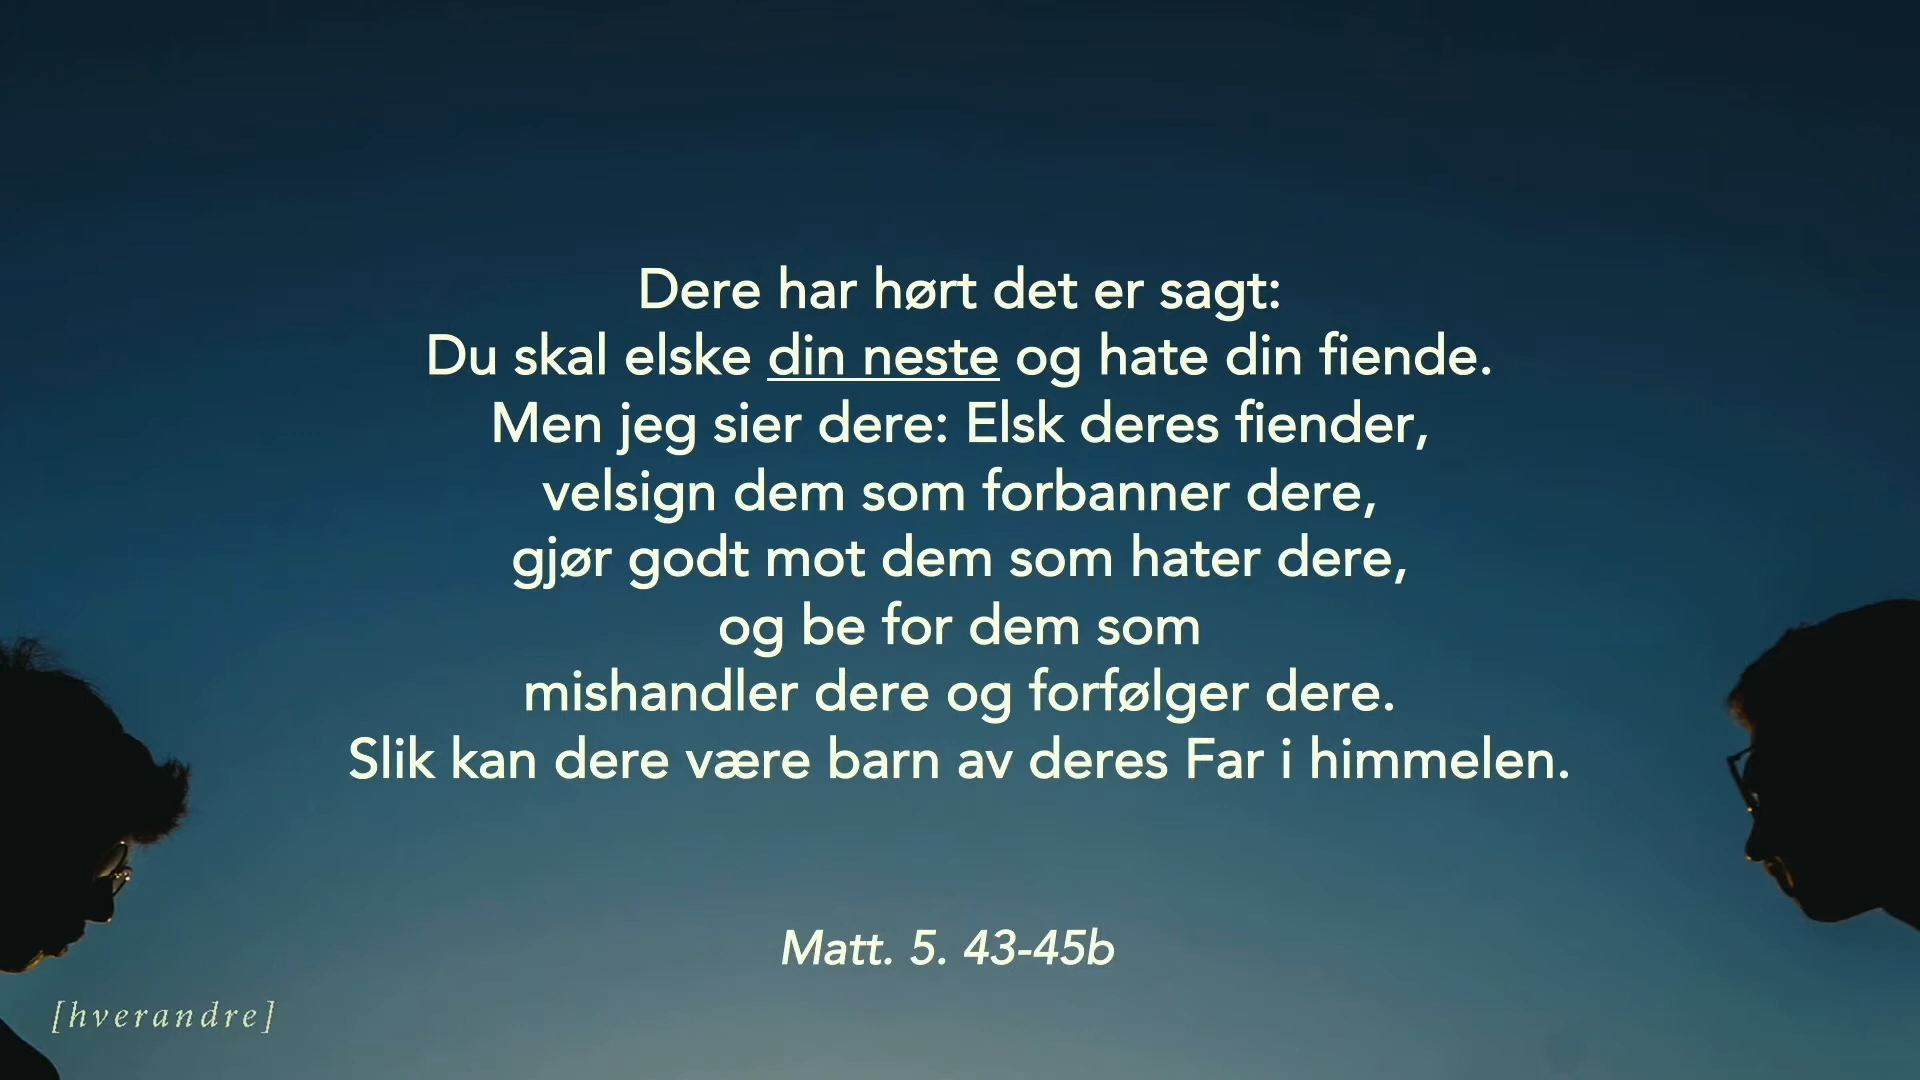 Dere har hørt det er sagt:
Du skal elske din neste og hate din fiende.
Men jeg sier dere: Elsk deres fiender,
velsign dem som forbanner dere,
gjør godt mot dem som hater dere,
og be for dem som
mishandler dere og forfølger dere.
Slik kan dere være barn av deres Far i himmelen.
Matt. 5. 43-45b
[hverandre]